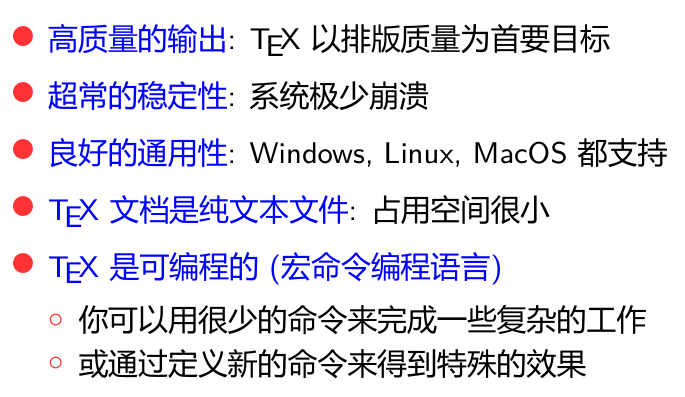 高质量的输出: TEX 以排版质量为首要目标
超常的稳定性: 系统极少崩溃
良好的通用性: Windows, Linux, MacOS 都支持
TEX 文档是纯文本文件: 占用空间很小
TEX 是可编程的 (宏命令编程语言)
你可以用很少的命令来完成一些复杂的工作
或通过定义新的命令来得到特殊的效果